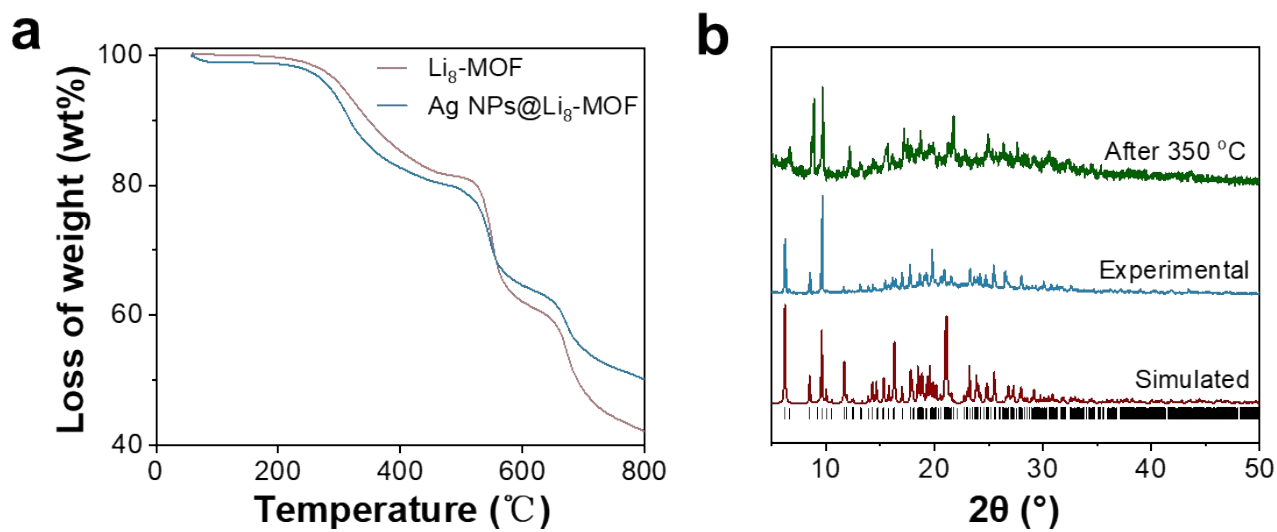 a
Loss of weight (wt%)
100
80
60
40
0
200
400
600
800
Temperature (℃)
Li₈-MOF
Ag NPs@Li₈-MOF
b
After 350 °C
Experimental
Simulated
10
20
30
40
50
2θ (°)